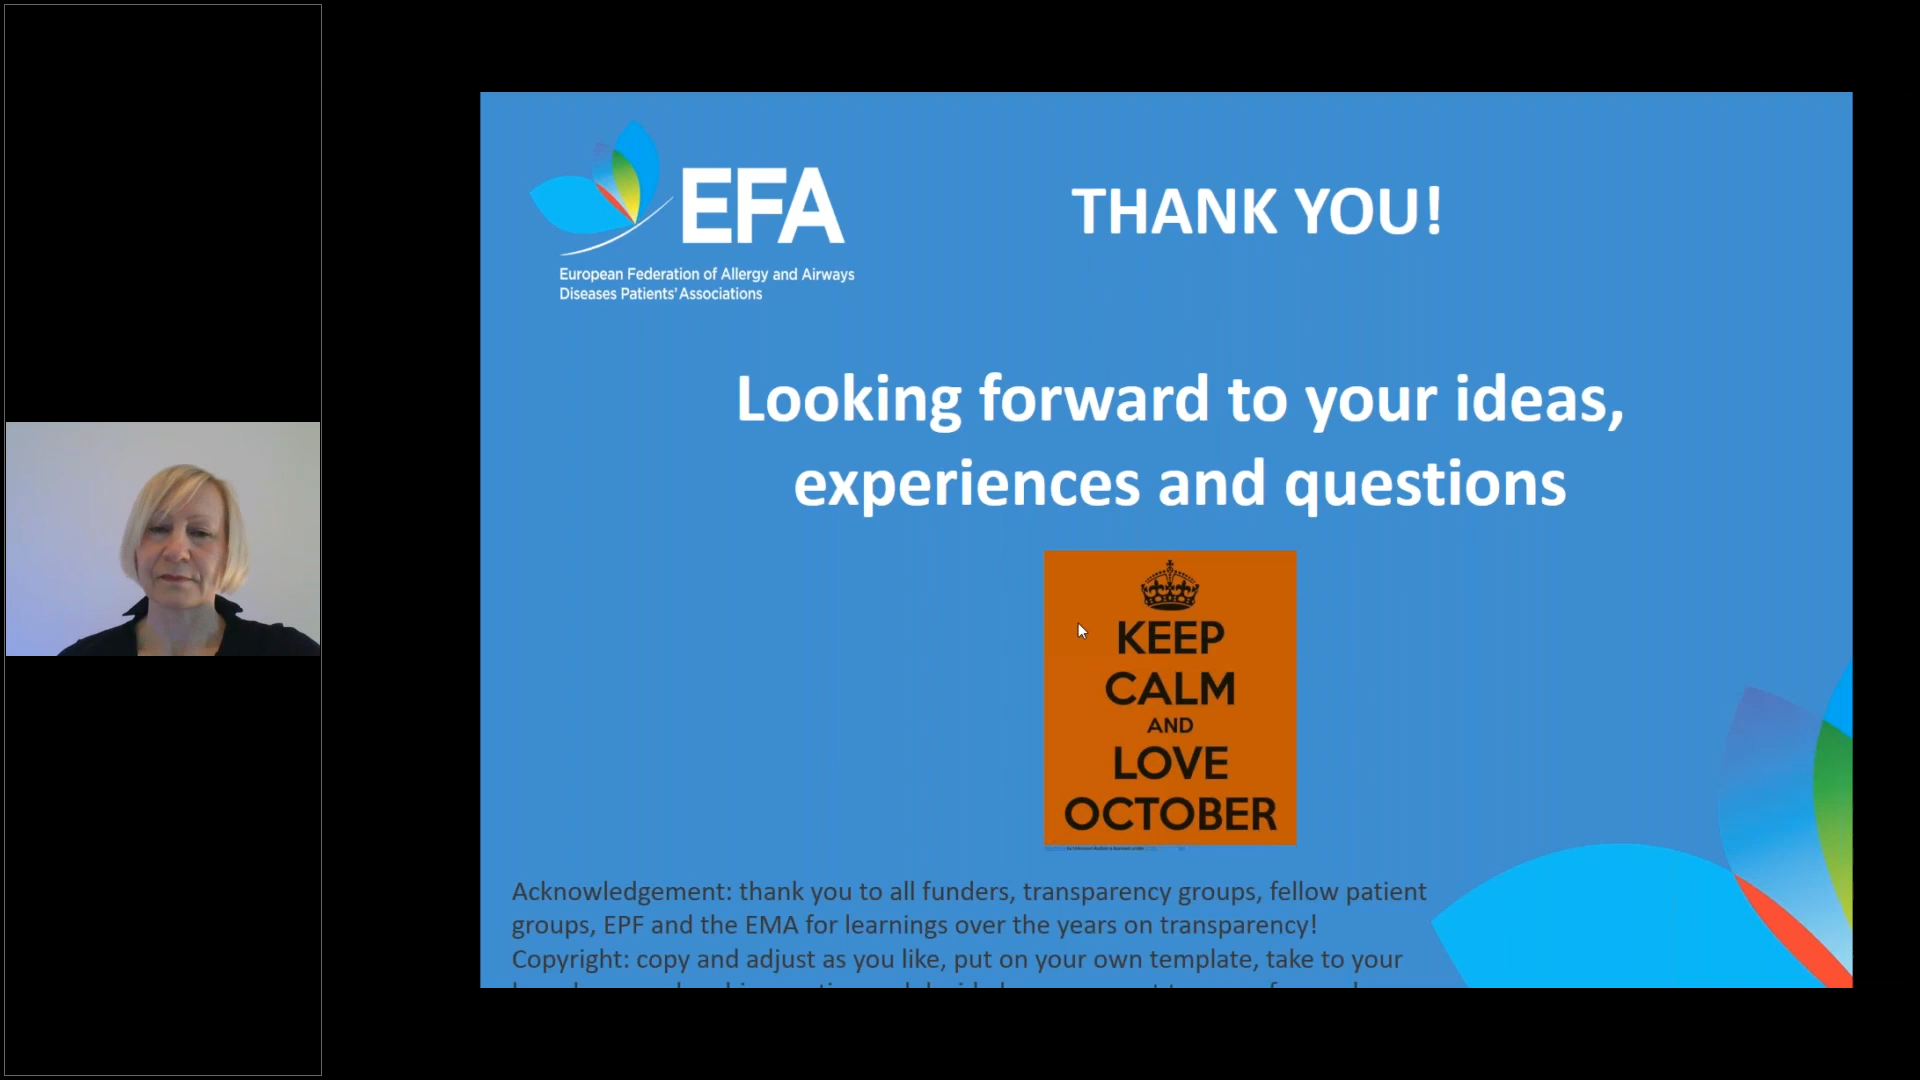 EFA
European Federation of Allergy and Airways
Diseases Patients' Associations
THANK YOU!
Looking forward to your ideas,
experiences and questions
KEEP
CALM
AND
LOVE
OCTOBER
Acknowledgement: thank you to all funders, transparency groups, fellow patient
groups, EPF and the EMA for learnings over the years on transparency!
Copyright: copy and adjust as you like, put on your own template, take to your